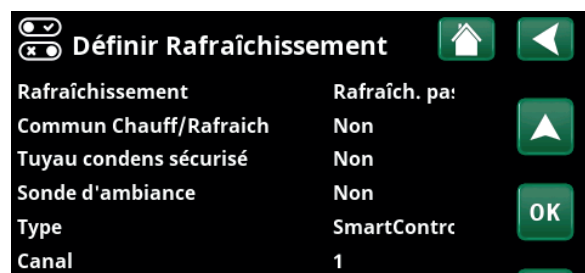 Définir Rafraîchissement
Rafraîchissement Rafraîch. pas
Commun Chauff/Rafraich Non
Tuyau condens sécurisé Non
Sonde d'ambiance Non
Type SmartContrc
Canal 1
OK